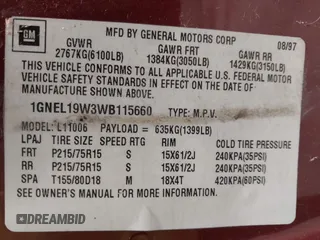 GM
MFD BY GENERAL MOTORS CORP 08/97
GVWR GAWR FRT GAWR RR
2767KG(6100LB) 1384KG(3050LB) 1429KG(3150LB)
THIS VEHICLE CONFORMS TO ALL APPLICABLE U.S. FEDERAL
MOTOR VEHICLE SAFETY STANDARDS IN EFFECT ON THE DATE
OF MANUFACTURE SHOWN ABOVE.
1GNEL19W3WB115660 TYPE: M.P.V.
MODEL: L11006 PAYLOAD = 635KG(1399LB)
LPAJ TIRE SIZE SPEED RTG RIM COLD TIRE PRESSURE
FRT P215/75R15 S 15X61/2J 240KPA(35PSI)
RR P215/75R15 S 15X61/2J 240KPA(35PSI)
SPA T155/80D18 M 18X4T 420KPA(60PSI)
SEE OWNER'S MANUAL FOR MORE INFORMATION.
DREAMBID